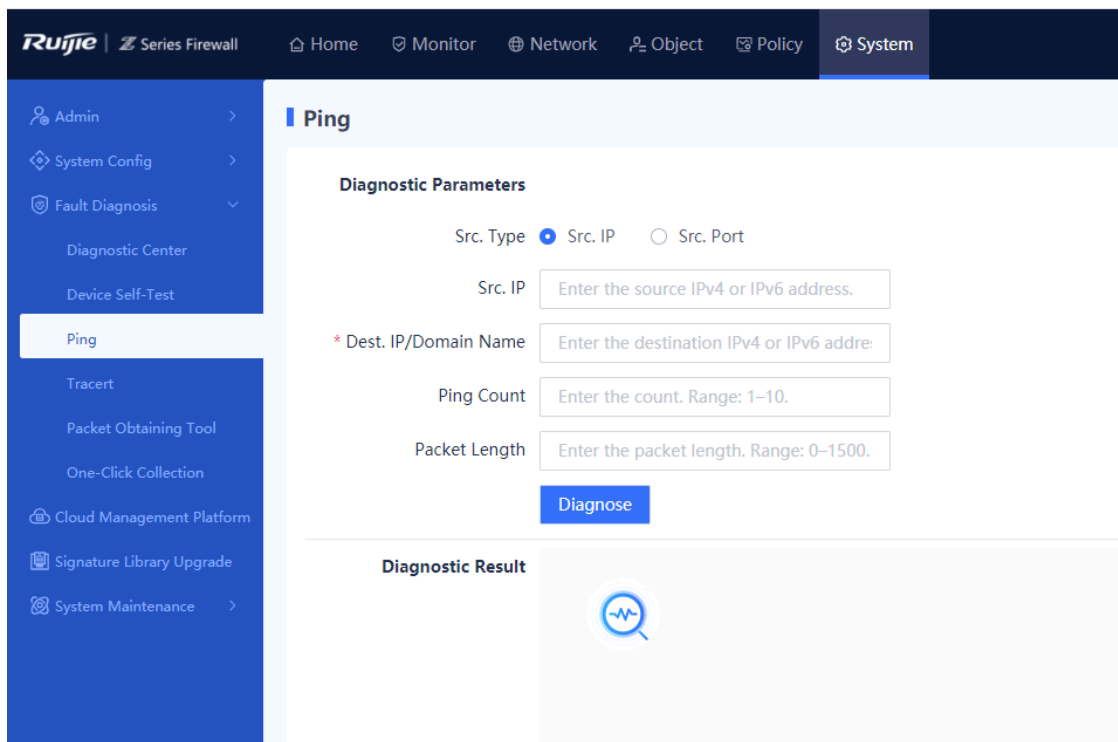 Ruijie | Z Series Firewall
Home
Monitor
Network
Object
Policy
System
Admin
System Config
Fault Diagnosis
Diagnostic Center
Device Self-Test
Ping
Tracert
Packet Obtaining Tool
One-Click Collection
Cloud Management Platform
Signature Library Upgrade
System Maintenance
Ping
Diagnostic Parameters
Src. Type Src. IP Src. Port
Src. IP Enter the source IPv4 or IPv6 address.
* Dest. IP/Domain Name Enter the destination IPv4 or IPv6 addre
Ping Count Enter the count. Range: 1–10.
Packet Length Enter the packet length. Range: 0–1500.
Diagnose
Diagnostic Result